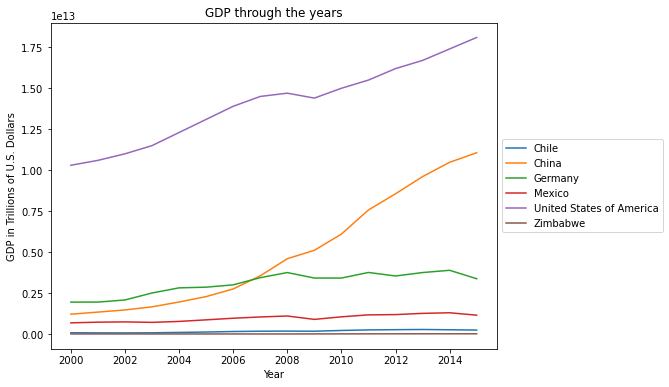 GDP through the years
1e13
1.75
1.50
1.25
1.00
0.75
0.50
0.25
0.00
GDP in Trillions of U.S. Dollars
2000 2002 2004 2006 2008 2010 2012 2014
Year
Chile
China
Germany
Mexico
United States of America
Zimbabwe